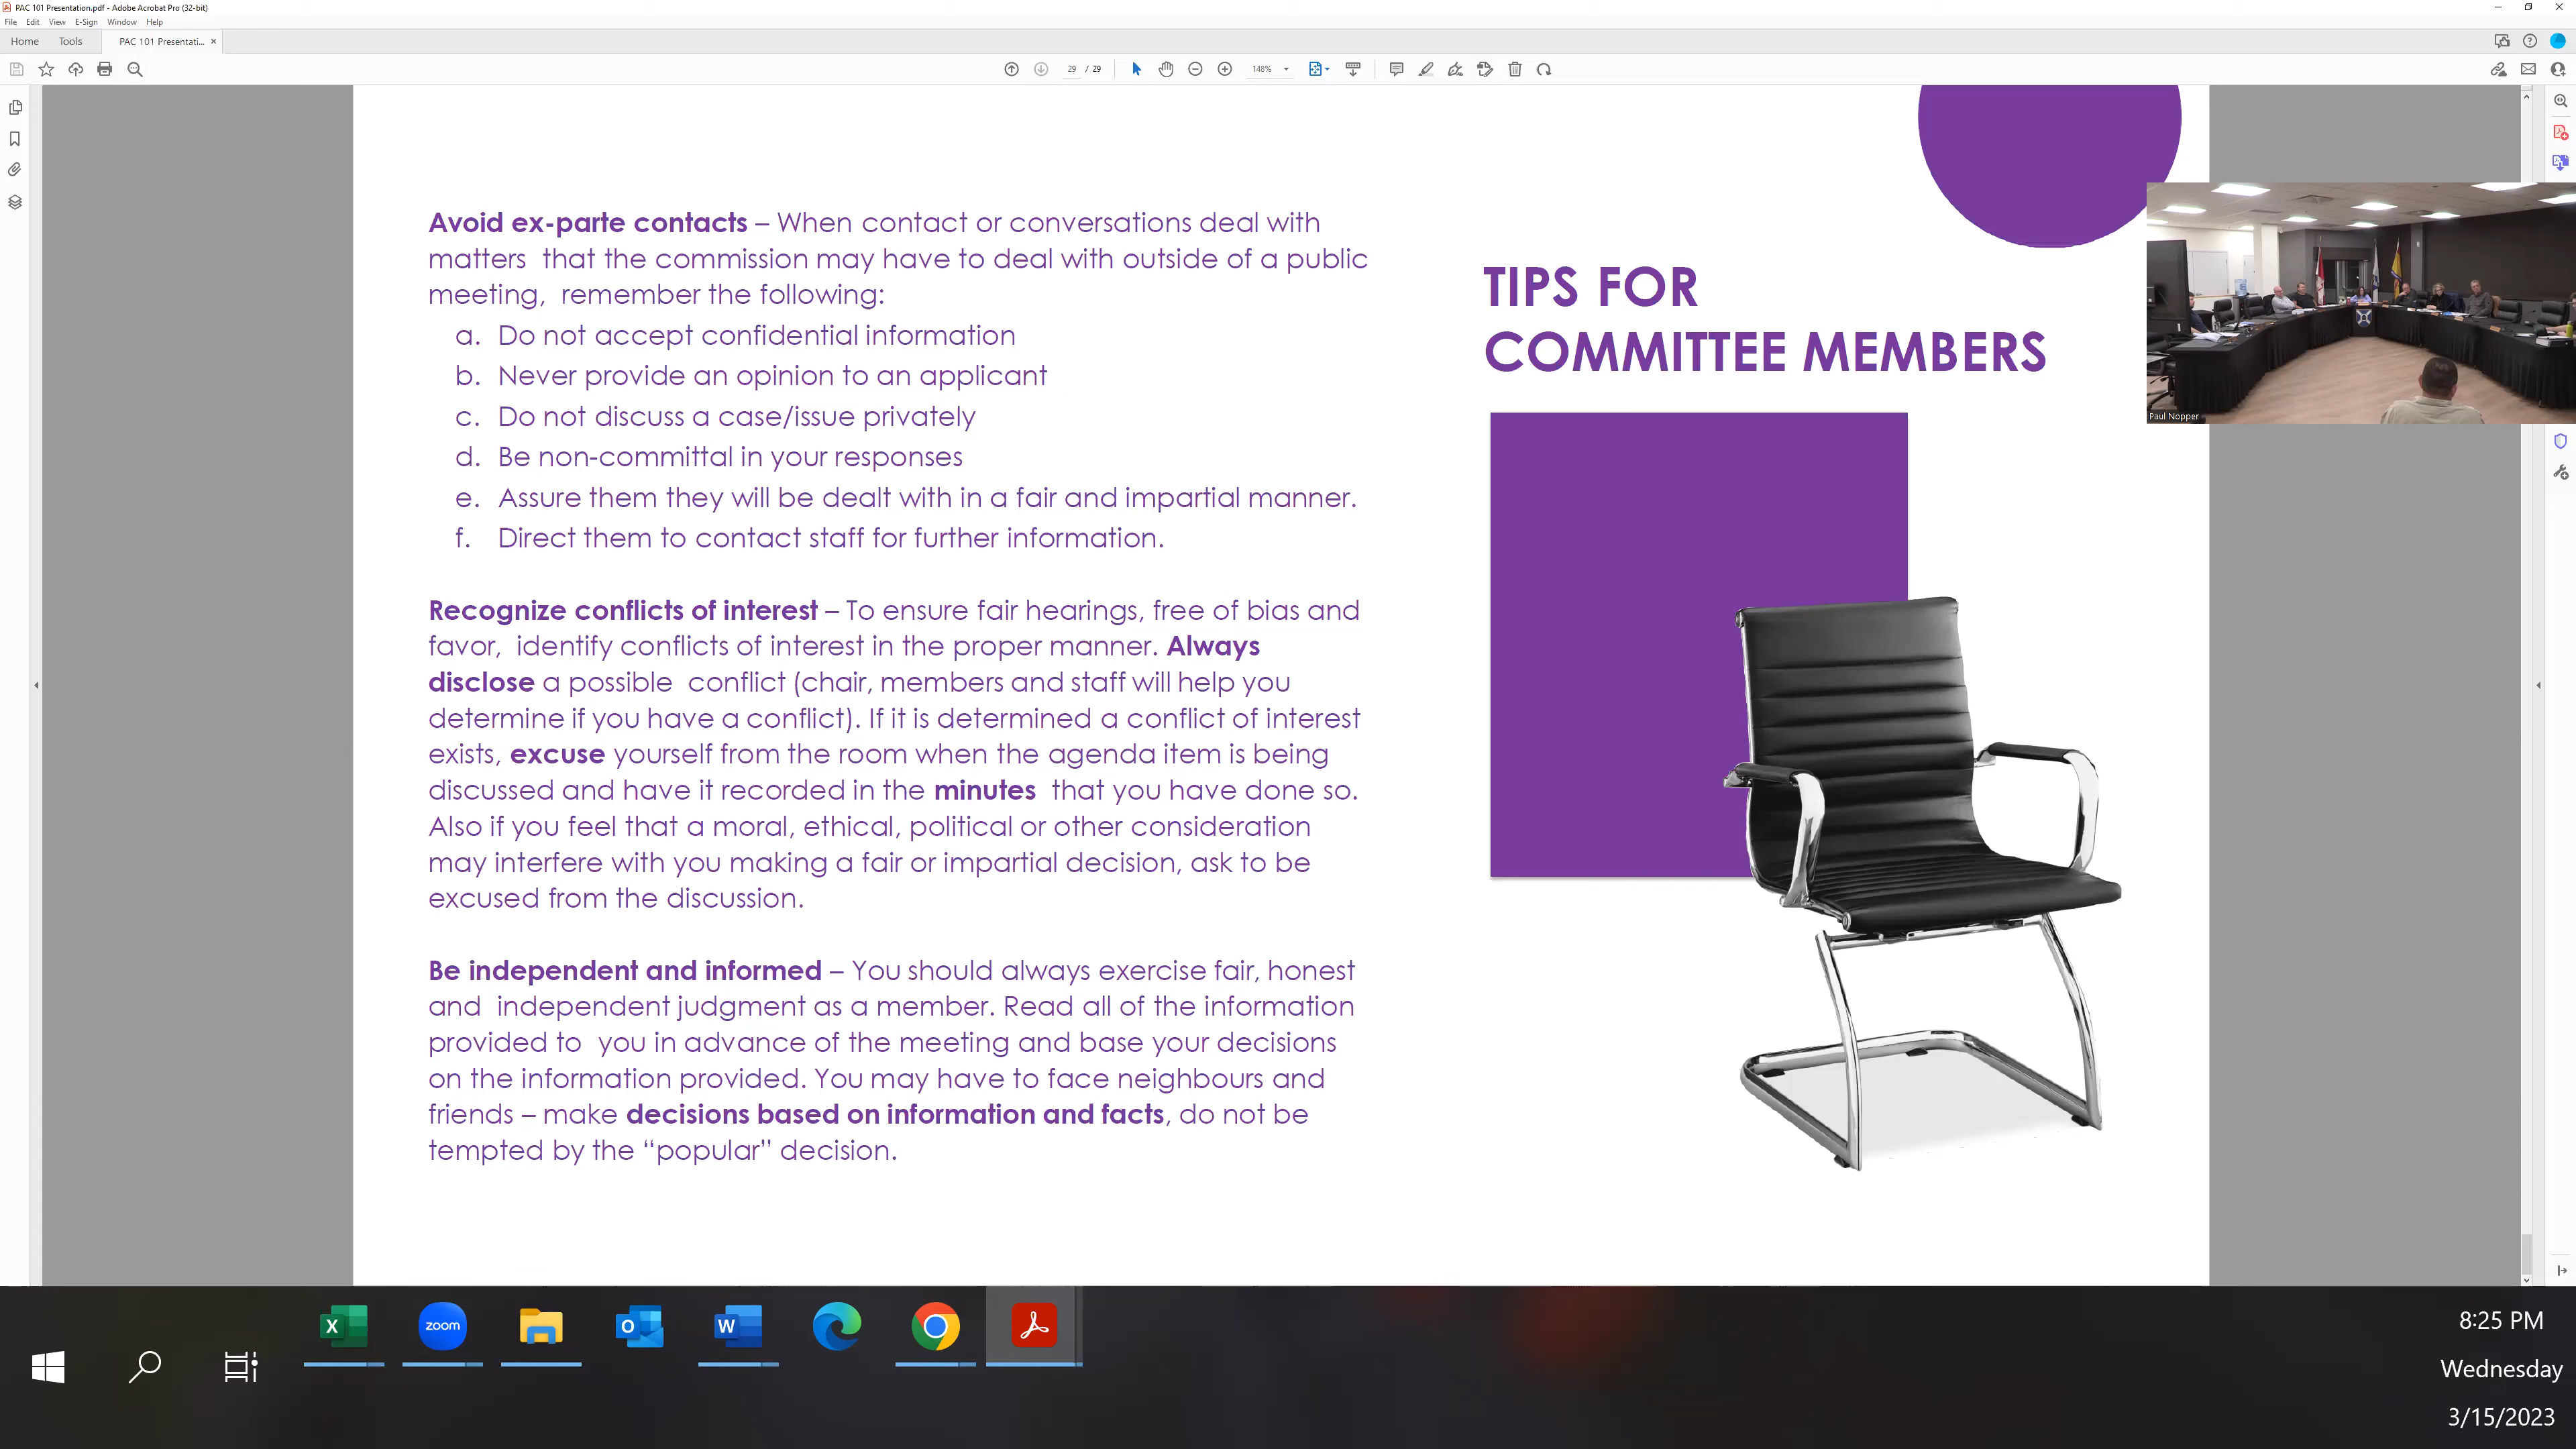 PAC 101 Presentation.pdf - Adobe Acrobat Pro (32-bit)
File Edit View E-Sign Window Help
Home Tools PAC 101 Presentati... ×
29 / 29 148%
Avoid ex-parte contacts – When contact or conversations deal with
matters that the commission may have to deal with outside of a public
meeting, remember the following:
a. Do not accept confidential information
b. Never provide an opinion to an applicant
c. Do not discuss a case/issue privately
d. Be non-committal in your responses
e. Assure them they will be dealt with in a fair and impartial manner.
f. Direct them to contact staff for further information.
Recognize conflicts of interest – To ensure fair hearings, free of bias and
favor, identify conflicts of interest in the proper manner. Always
disclose a possible conflict (chair, members and staff will help you
determine if you have a conflict). If it is determined a conflict of interest
exists, excuse yourself from the room when the agenda item is being
discussed and have it recorded in the minutes that you have done so.
Also if you feel that a moral, ethical, political or other consideration
may interfere with you making a fair or impartial decision, ask to be
excused from the discussion.
Be independent and informed – You should always exercise fair, honest
and independent judgment as a member. Read all of the information
provided to you in advance of the meeting and base your decisions
on the information provided. You may have to face neighbours and
friends – make decisions based on information and facts, do not be
tempted by the “popular” decision.
TIPS FOR
COMMITTEE MEMBERS
Paul Nopper
zoom
8:25 PM
Wednesday
3/15/2023